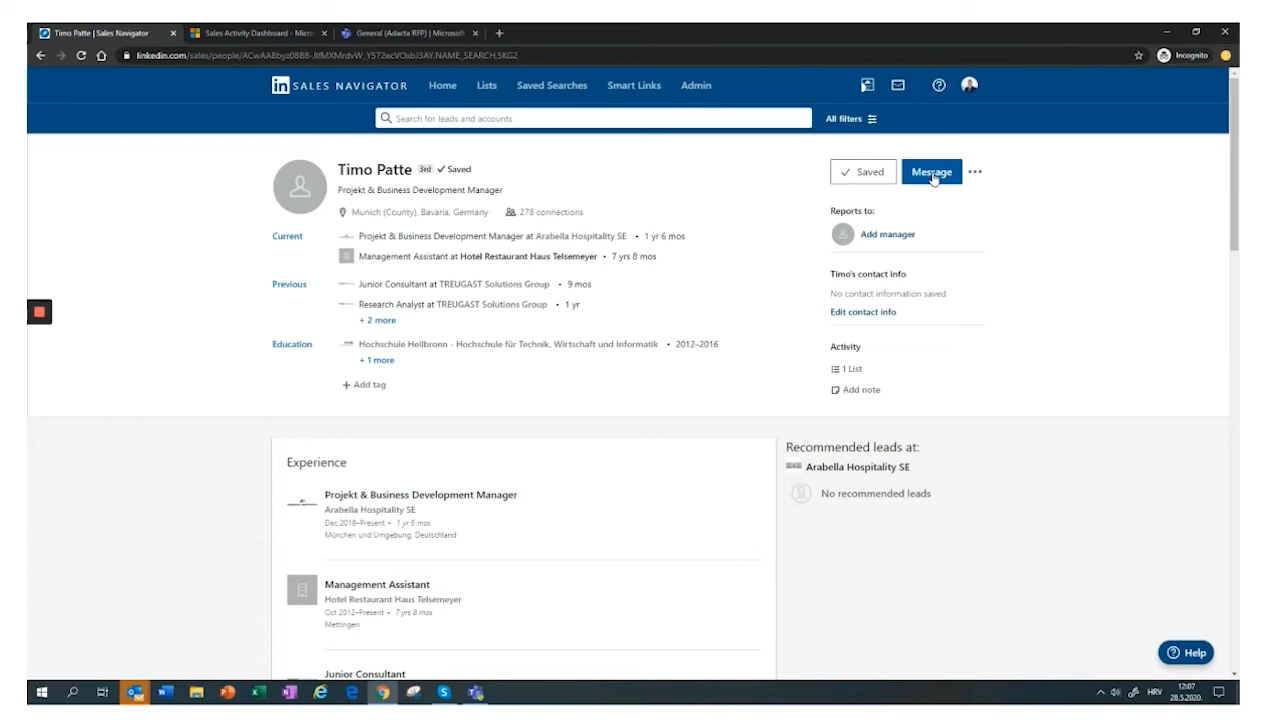 Timo Patte | Sales Navigator
Sales Activity Dashboard - Micro
General (Adacta RFP) | Microsoft
Incognito
in SALES NAVIGATOR Home Lists Saved Searches Smart Links Admin
Search for leads and accounts
All filters
Timo Patte 3rd Saved
Projekt & Business Development Manager
Munich (County), Bavaria, Germany 278 connections
Current Projekt & Business Development Manager at Arabella Hospitality SE • 1 yr 6 mos
Management Assistant at Hotel Restaurant Haus Telsemeyer • 7 yrs 8 mos
Previous Junior Consultant at TREUGAST Solutions Group • 9 mos
Research Analyst at TREUGAST Solutions Group • 1 yr
+ 2 more
Education Hochschule Heilbronn - Hochschule für Technik, Wirtschaft und Informatik • 2012–2016
+ 1 more
+ Add tag
Saved Message
Reports to:
Add manager
Timo's contact info
No contact information saved
Edit contact info
Activity
1 List
Add note
Experience
Projekt & Business Development Manager
Arabella Hospitality SE
Dec 2018–Present • 1 yr 6 mos
München und Umgebung, Deutschland
Management Assistant
Hotel Restaurant Haus Telsemeyer
Oct 2012–Present • 7 yrs 8 mos
Mettingen
Junior Consultant
Recommended leads at:
Arabella Hospitality SE
No recommended leads
Help
HRV
12:07
28.5.2020.